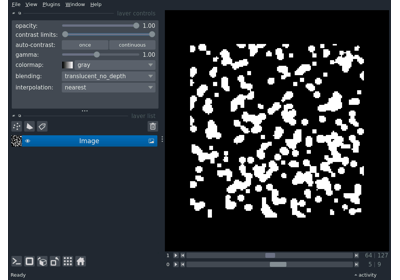 File View Plugins Window Help
layer controls
opacity: 1.00
contrast limits:
auto-contrast: once continuous
gamma: 1.00
colormap: gray
blending: translucent_no_depth
interpolation: nearest
layer list
Image
1 64 127
0 5 9
activity